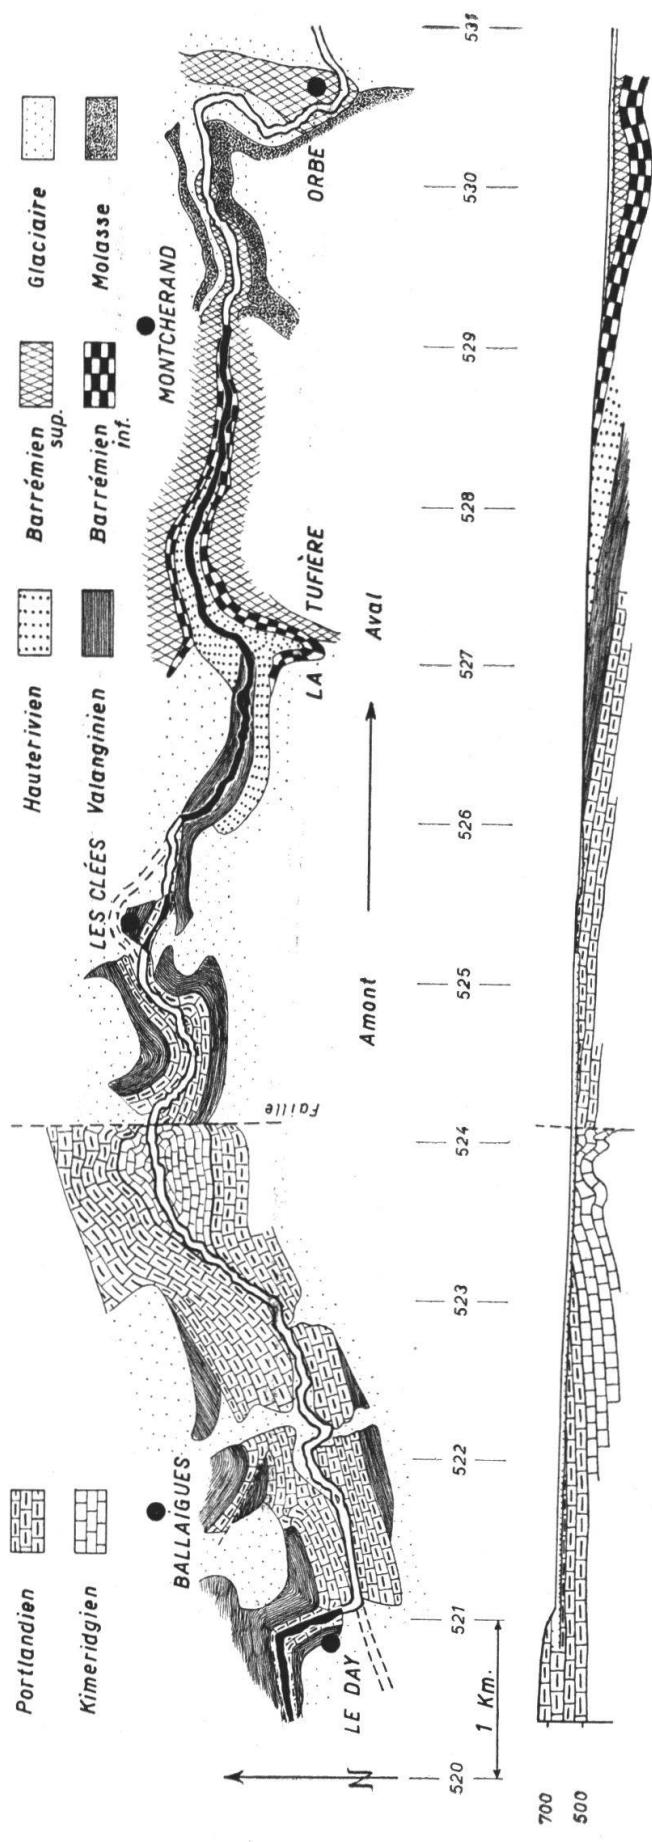 Portlandien
Kimeridgien
Hauterivien
Valanginien
Barrémien
sup.
Barrémien
inf.
Glaciaire
Molasse
BALLAIGUES
LE DAY
LES CLÉES
MONTCHERAND
LA TUFIÈRE
ORBE
Faille
Amont
Aval
N
1 Km.
520
521
522
523
524
525
526
527
528
529
530
531
700
500